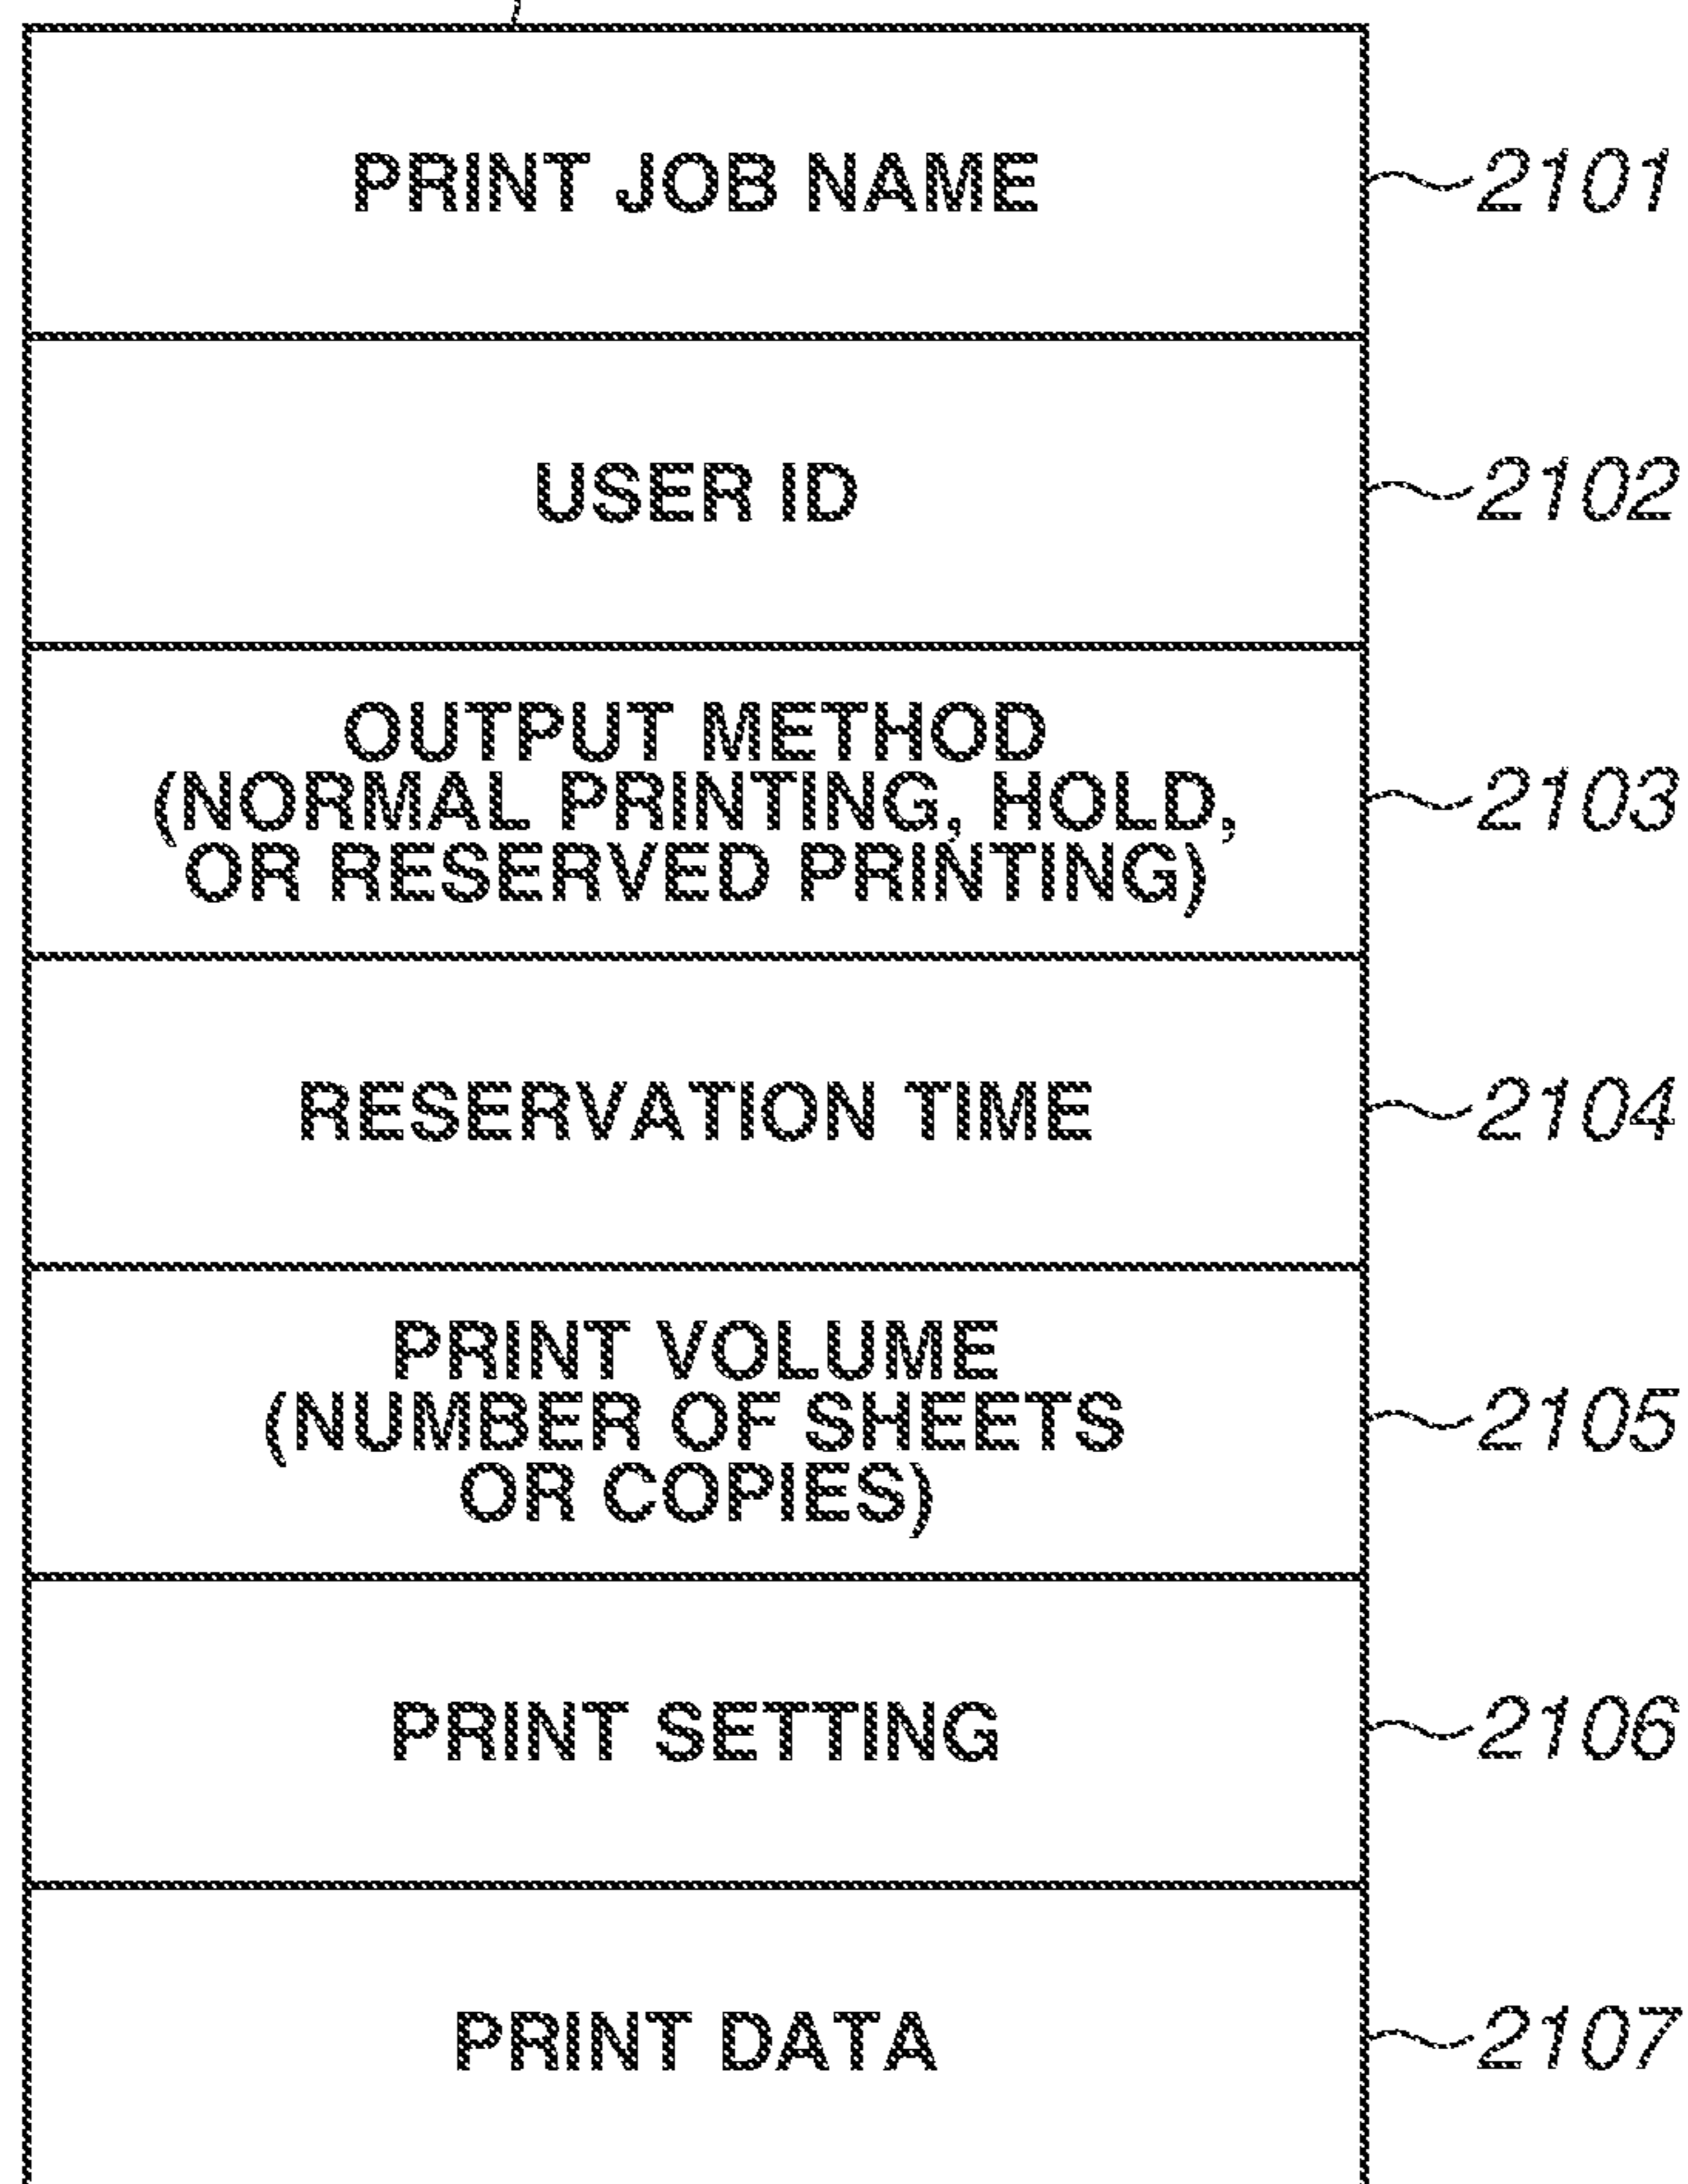 PRINT JOB NAME
2101
USER ID
2102
OUTPUT METHOD
(NORMAL PRINTING, HOLD,
OR RESERVED PRINTING)
2103
RESERVATION TIME
2104
PRINT VOLUME
(NUMBER OF SHEETS
OR COPIES)
2105
PRINT SETTING
2106
PRINT DATA
2107